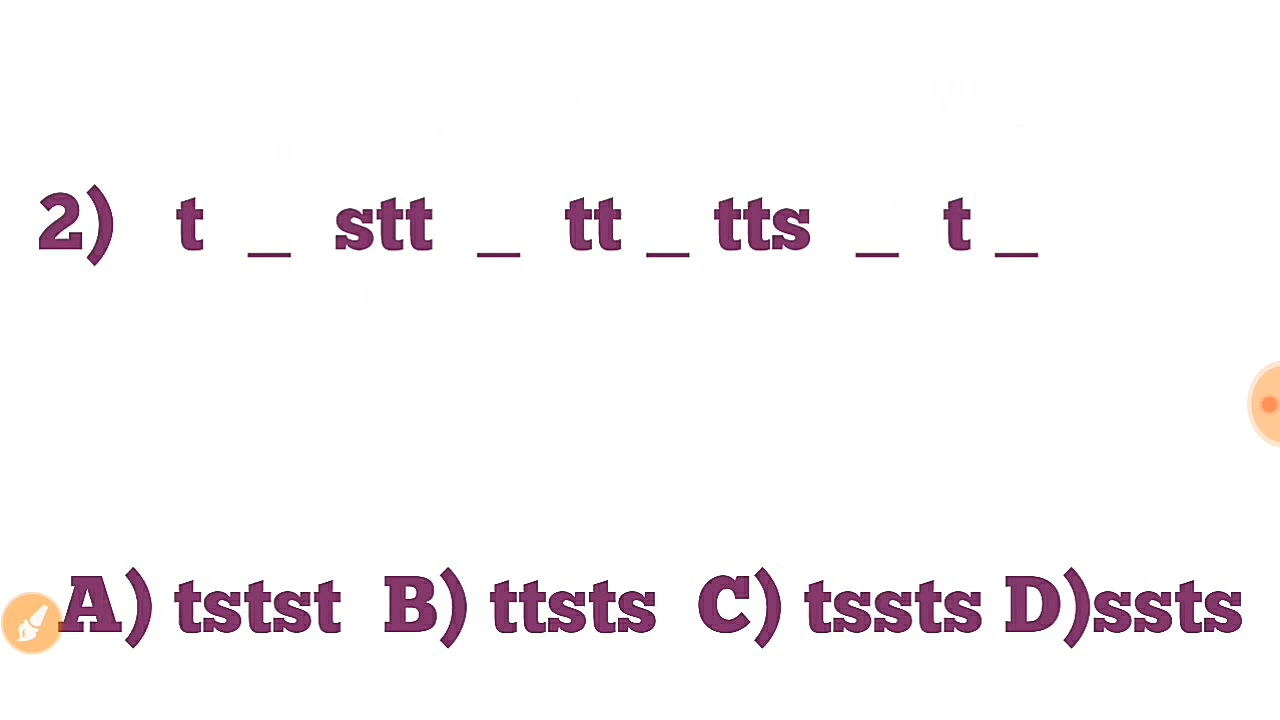 2) t _ stt _ tt _ tts _ t _
A) tstst B) ttsts C) tssts D)ssts